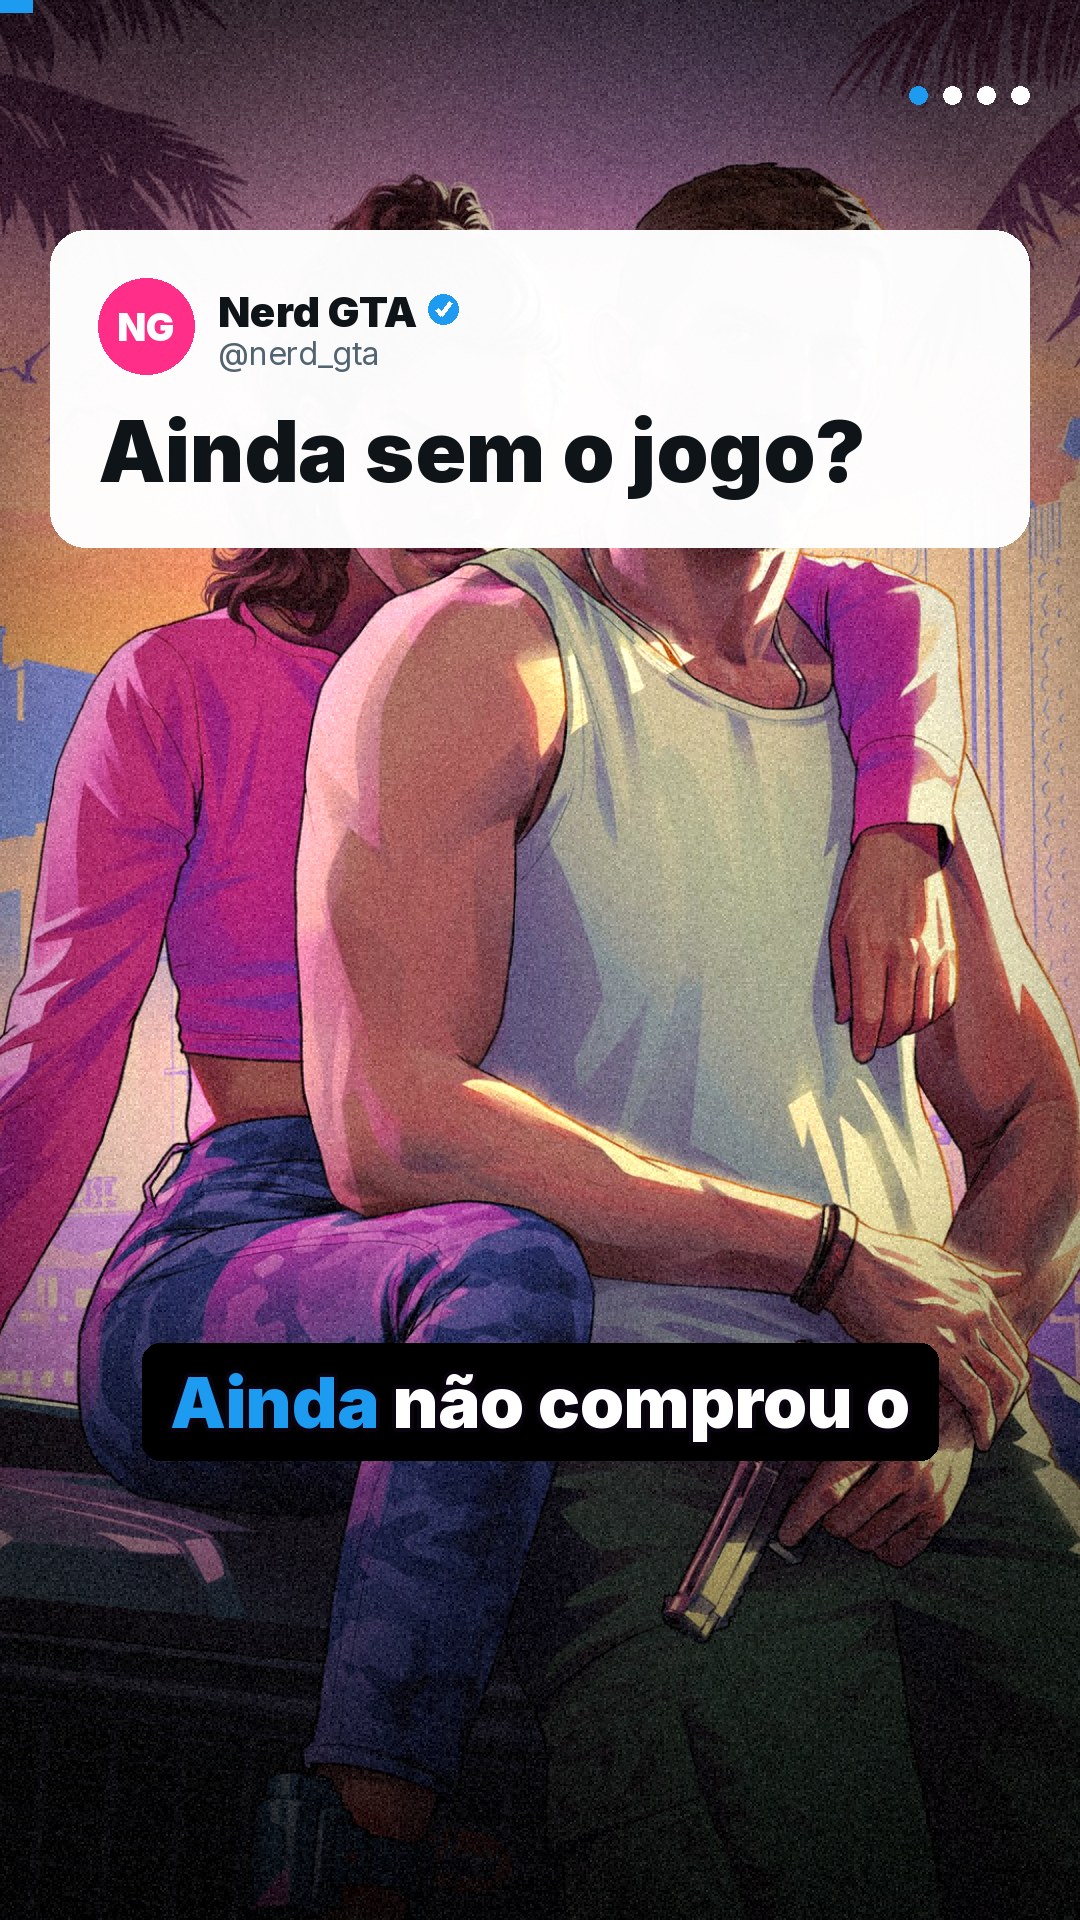 NG
Nerd GTA
@nerd_gta
Ainda sem o jogo?
Ainda não comprou o